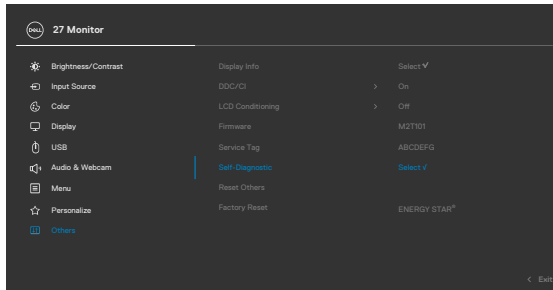 DELL 27 Monitor
Brightness/Contrast Display Info Select √
Input Source DDC/CI > On
Color LCD Conditioning > Off
Display Firmware M2T101
USB Service Tag ABCDEFG
Audio & Webcam Self-Diagnostic Select √
Menu Reset Others
Personalize Factory Reset ENERGY STAR®
Others
< Exit